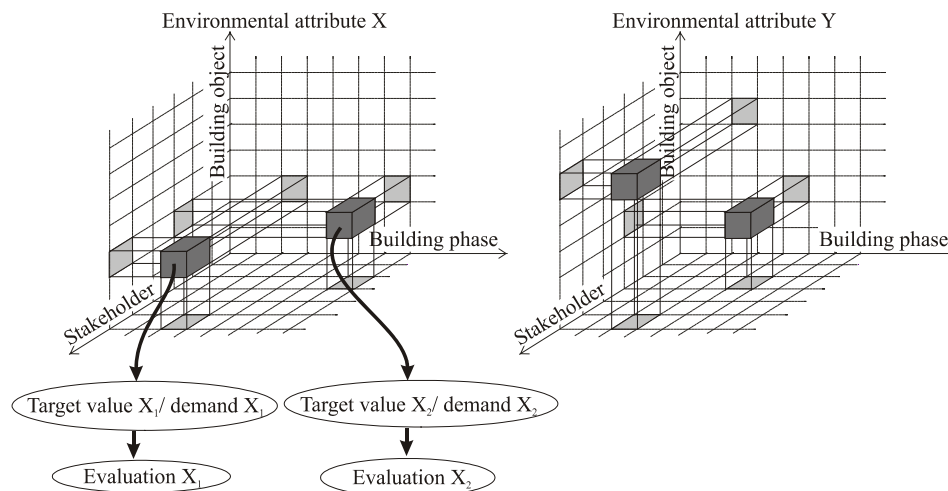 Environmental attribute X
Environmental attribute Y
Building object
Building object
Building phase
Building phase
Stakeholder
Stakeholder
Target value X₁/ demand X₁
Target value X₂/ demand X₂
Evaluation X₁
Evaluation X₂